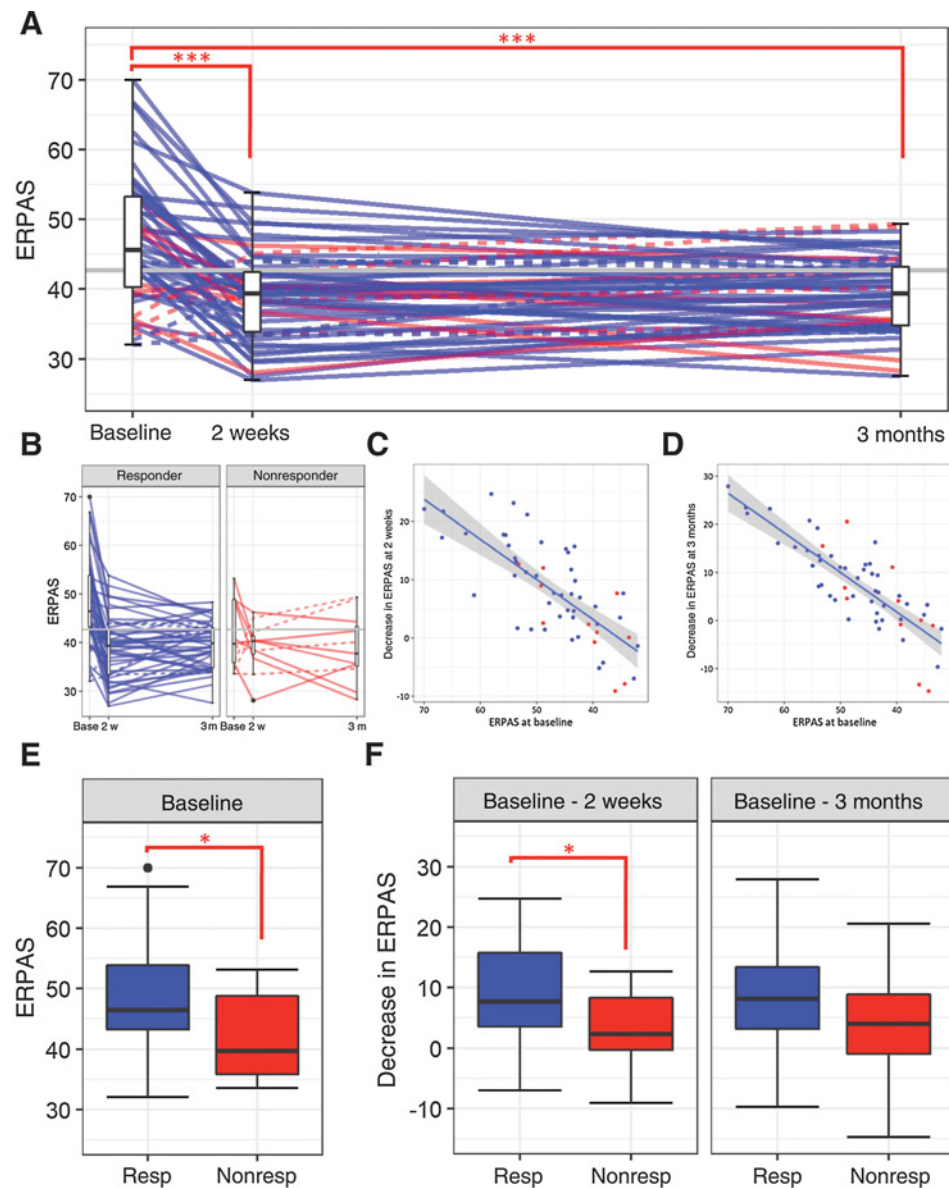 A
***
***
70
60
50
40
30
ERPAS
Baseline
2 weeks
3 months
B
Responder
Nonresponder
70
60
50
40
30
ERPAS
Base 2 w
3 m
Base 2 w
3 m
C
20
10
0
-10
Decrease in ERPAS at 2 weeks
70
60
50
40
ERPAS at baseline
D
30
20
10
0
-10
Decrease in ERPAS at 3 months
70
60
50
40
ERPAS at baseline
E
Baseline
*
70
60
50
40
30
ERPAS
Resp
Nonresp
F
Baseline - 2 weeks
Baseline - 3 months
*
30
20
10
0
-10
Decrease in ERPAS
Resp
Nonresp
Resp
Nonresp